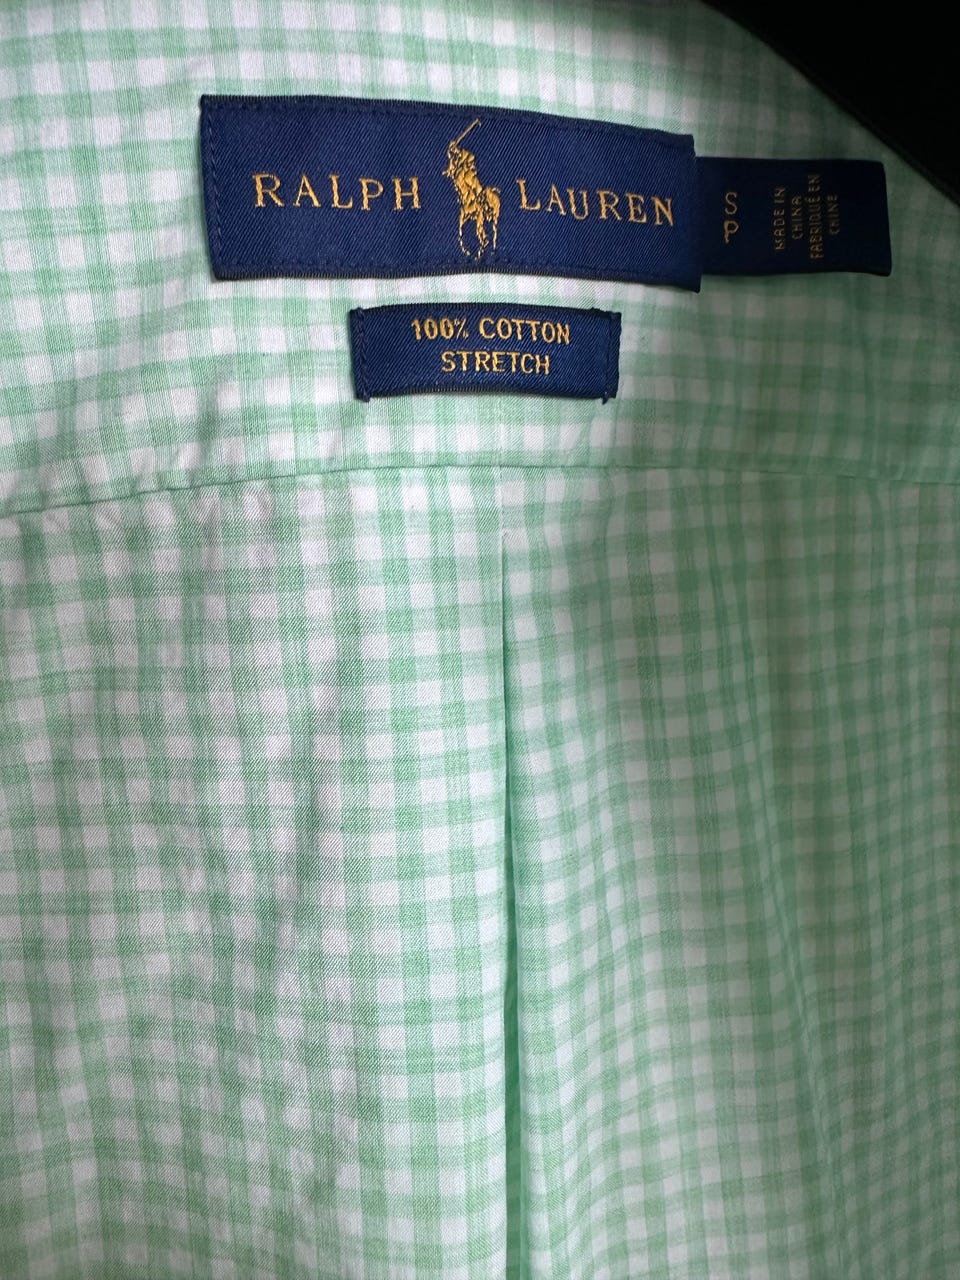 RALPH LAUREN
S
P
MADE IN
CHINA
FABRIQUÉ EN
CHINE
100% COTTON
STRETCH